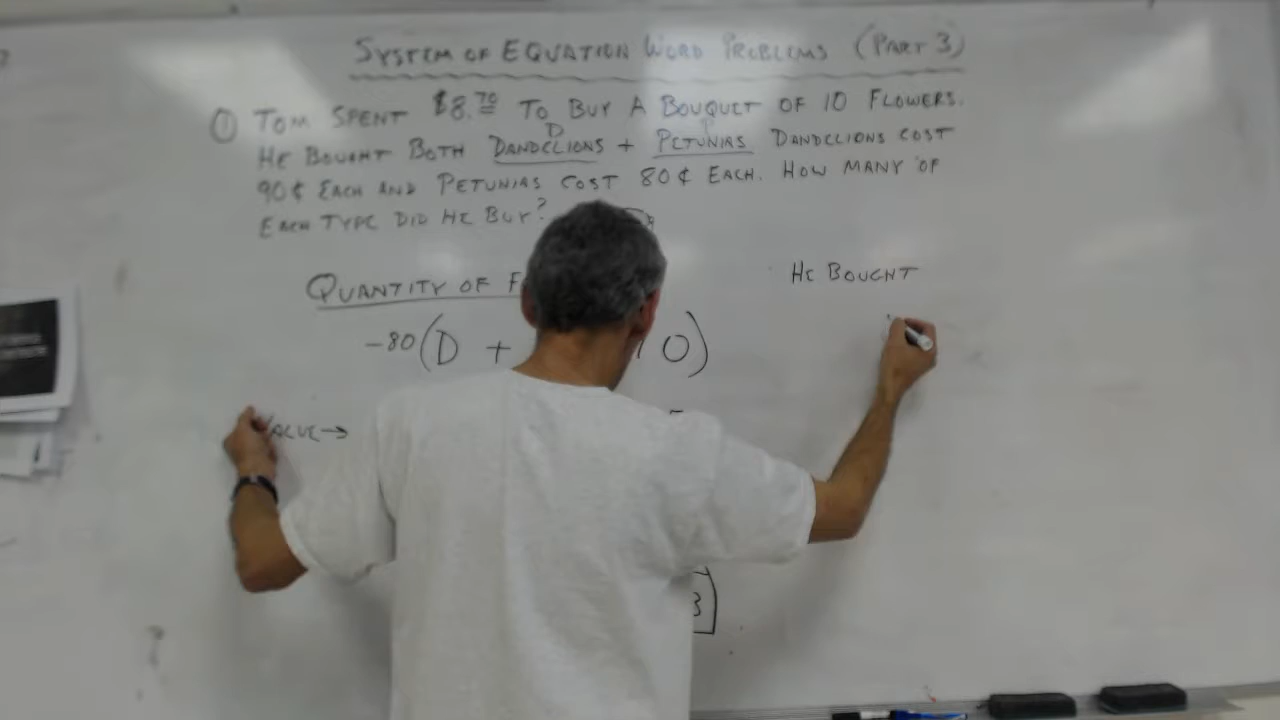 SYSTEM OF EQUATION WORD PROBLEMS (PART 3)
① TOM SPENT $8.70 TO BUY A BOUQUET OF 10 FLOWERS.
D P
HE BOUGHT BOTH DANDELIONS + PETUNIAS DANDELIONS COST
90¢ EACH AND PETUNIAS COST 80¢ EACH. HOW MANY OF
EACH TYPE DID HE BUY?
HE BOUGHT
QUANTITY OF
-80(D + 10)
VALUE→
3